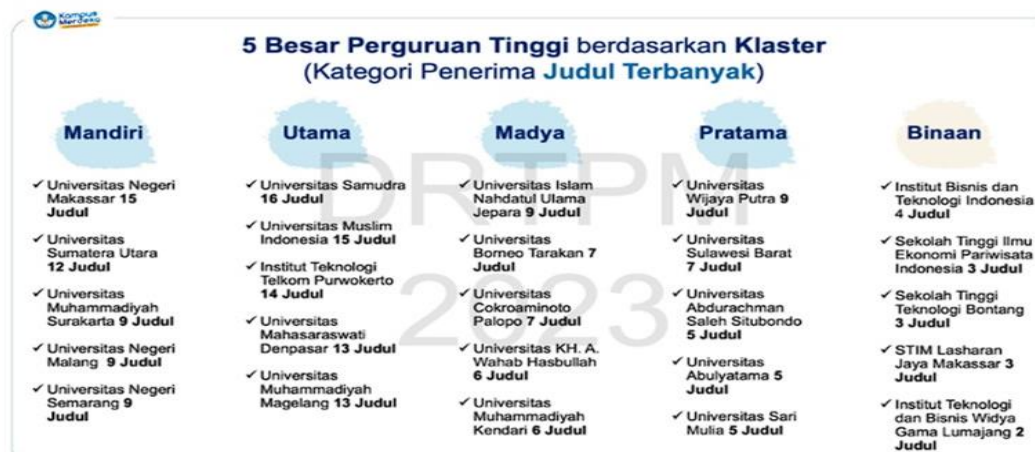 Kampus
Merdeka
5 Besar Perguruan Tinggi berdasarkan Klaster
(Kategori Penerima Judul Terbanyak)
Mandiri
✓ Universitas Negeri
Makassar 15
Judul
✓ Universitas
Sumatera Utara
12 Judul
✓ Universitas
Muhammadiyah
Surakarta 9 Judul
✓ Universitas Negeri
Malang 9 Judul
✓ Universitas Negeri
Semarang 9
Judul
Utama
✓ Universitas Samudra
16 Judul
✓ Universitas Muslim
Indonesia 15 Judul
✓ Institut Teknologi
Telkom Purwokerto
14 Judul
✓ Universitas
Mahasaraswati
Denpasar 13 Judul
✓ Universitas
Muhammadiyah
Magelang 13 Judul
Madya
✓ Universitas Islam
Nahdatul Ulama
Jepara 9 Judul
✓ Universitas
Borneo Tarakan 7
Judul
✓ Universitas
Cokroaminoto
Palopo 7 Judul
✓ Universitas KH. A.
Wahab Hasbullah
6 Judul
✓ Universitas
Muhammadiyah
Kendari 6 Judul
Pratama
✓ Universitas
Wijaya Putra 9
Judul
✓ Universitas
Sulawesi Barat
7 Judul
✓ Universitas
Abdurachman
Saleh Situbondo
5 Judul
✓ Universitas
Abulyatama 5
Judul
✓ Universitas Sari
Mulia 5 Judul
Binaan
✓ Institut Bisnis dan
Teknologi Indonesia
4 Judul
✓ Sekolah Tinggi Ilmu
Ekonomi Pariwisata
Indonesia 3 Judul
✓ Sekolah Tinggi
Teknologi Bontang
3 Judul
✓ STIM Lasharan
Jaya Makassar 3
Judul
✓ Institut Teknologi
dan Bisnis Widya
Gama Lumajang 2
Judul
DRTPM
2023